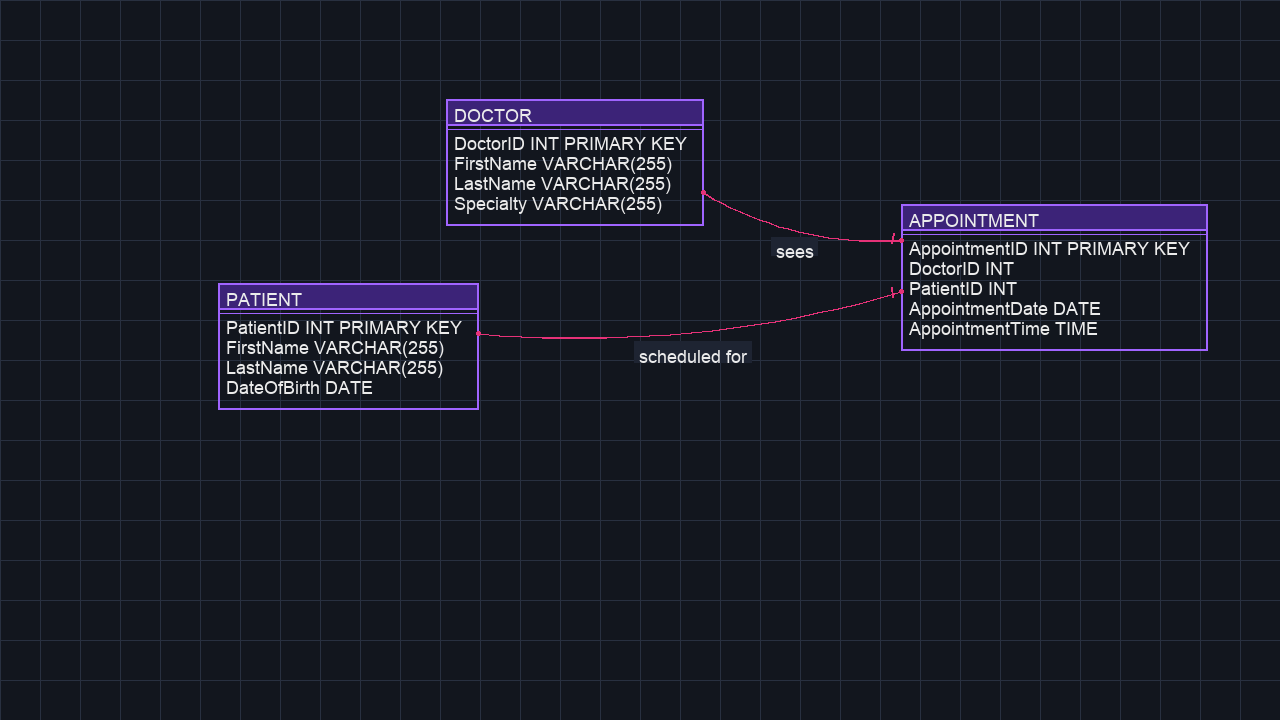 DOCTOR
DoctorID INT PRIMARY KEY
FirstName VARCHAR(255)
LastName VARCHAR(255)
Specialty VARCHAR(255)
sees
APPOINTMENT
AppointmentID INT PRIMARY KEY
DoctorID INT
PatientID INT
AppointmentDate DATE
AppointmentTime TIME
PATIENT
PatientID INT PRIMARY KEY
FirstName VARCHAR(255)
LastName VARCHAR(255)
DateOfBirth DATE
scheduled for